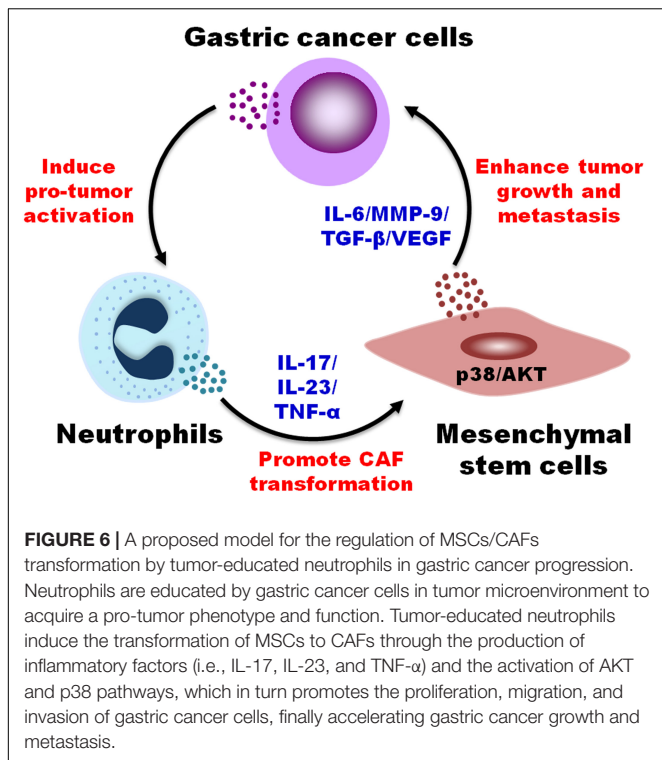 Gastric cancer cells
Induce
pro-tumor
activation
Enhance tumor
growth and
metastasis
IL-6/MMP-9/
TGF-β/VEGF
IL-17/
IL-23/
TNF-α
p38/AKT
Neutrophils
Mesenchymal
stem cells
Promote CAF
transformation
FIGURE 6 | A proposed model for the regulation of MSCs/CAFs
transformation by tumor-educated neutrophils in gastric cancer progression.
Neutrophils are educated by gastric cancer cells in tumor microenvironment to
acquire a pro-tumor phenotype and function. Tumor-educated neutrophils
induce the transformation of MSCs to CAFs through the production of
inflammatory factors (i.e., IL-17, IL-23, and TNF-α) and the activation of AKT
and p38 pathways, which in turn promotes the proliferation, migration, and
invasion of gastric cancer cells, finally accelerating gastric cancer growth and
metastasis.